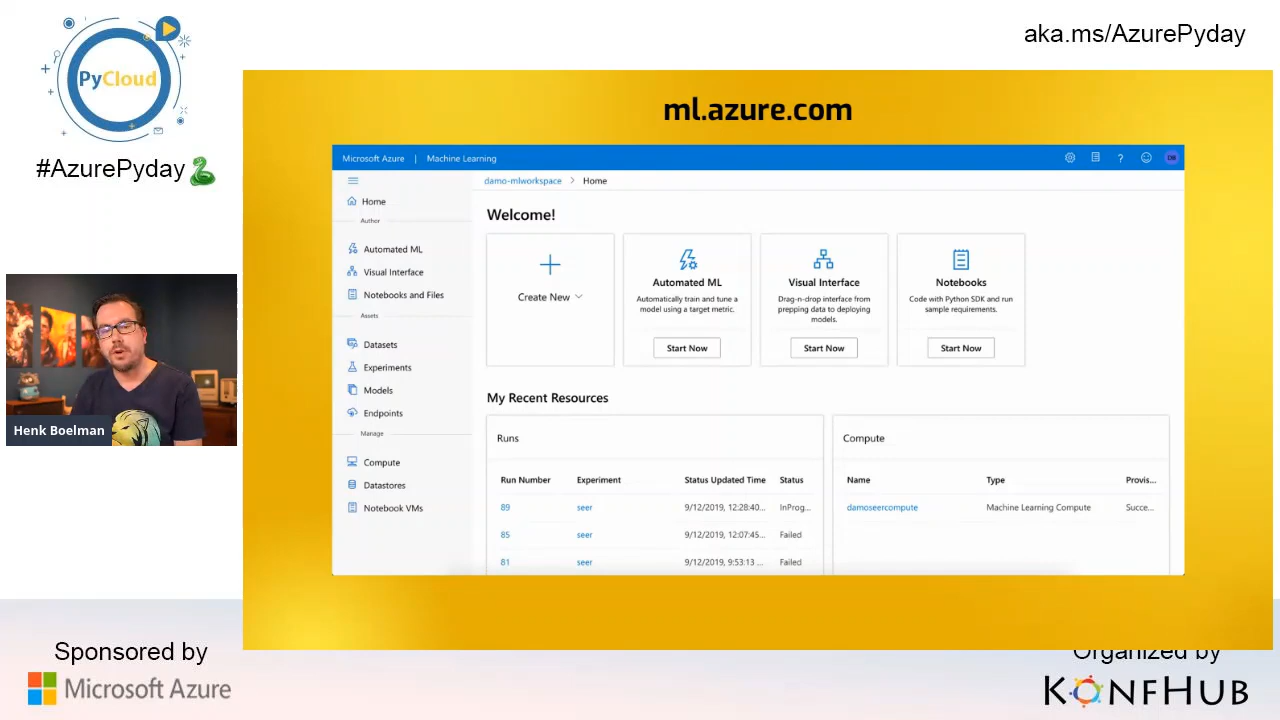 PyCloud
#AzurePyday
aka.ms/AzurePyday
ml.azure.com
Microsoft Azure | Machine Learning
?
DB
damo-mlworkspace > Home
Home
Author
Automated ML
Visual Interface
Notebooks and Files
Assets
Datasets
Experiments
Models
Endpoints
Manage
Compute
Datastores
Notebook VMs
Welcome!
Create New
Automated ML
Automatically train and tune a
model using a target metric.
Start Now
Visual Interface
Drag-n-drop interface from
prepping data to deploying
models.
Start Now
Notebooks
Code with Python SDK and run
sample requirements.
Start Now
My Recent Resources
Runs
Run Number Experiment Status Updated Time Status
89 seer 9/12/2019, 12:28:40... InProg...
85 seer 9/12/2019, 12:07:45... Failed
81 seer 9/12/2019, 9:53:13 ... Failed
Compute
Name Type Provis...
damoseercompute Machine Learning Compute Succe...
Henk Boelman
Sponsored by
Microsoft Azure
Organized by
KONFHUB